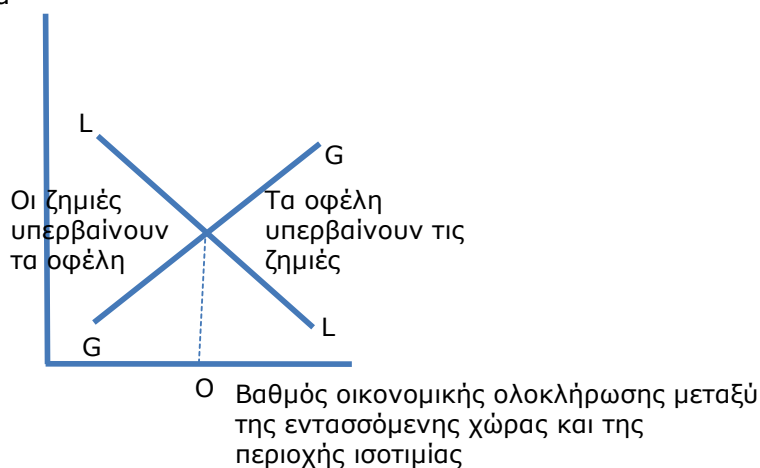 L
G
Οι ζημιές
υπερβαίνουν
τα οφέλη
Τα οφέλη
υπερβαίνουν τις
ζημιές
G
L
O
Βαθμός οικονομικής ολοκλήρωσης μεταξύ
της εντασσόμενης χώρας και της
περιοχής ισοτιμίας